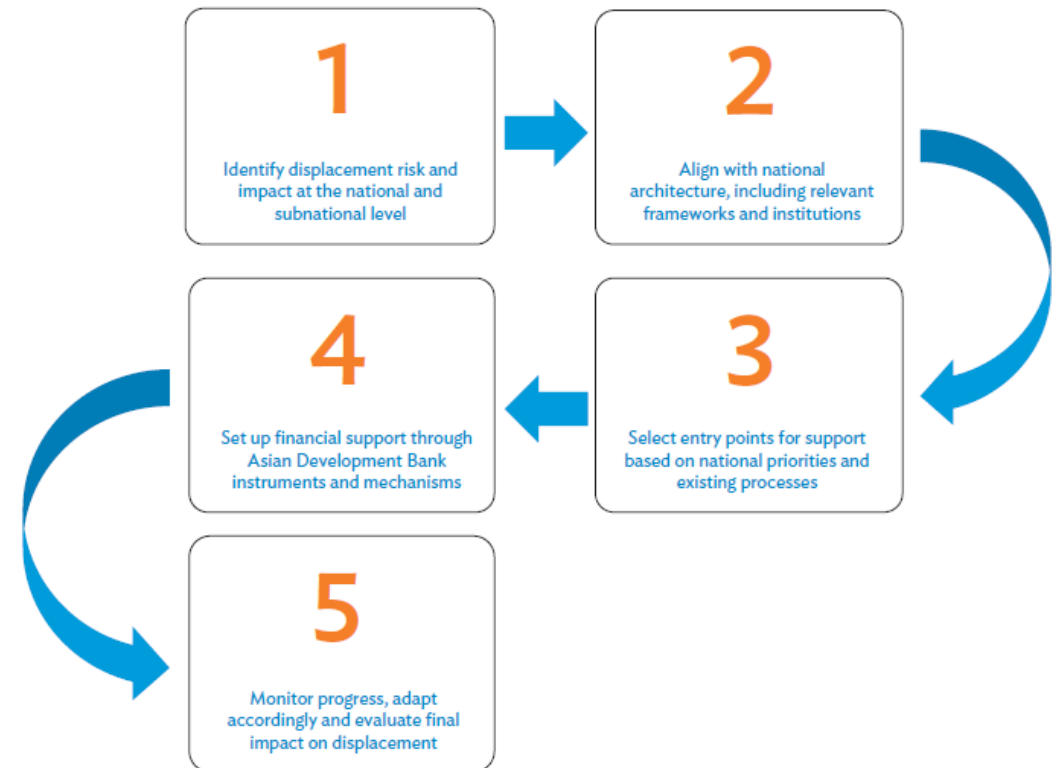 1
Identify displacement risk and
impact at the national and
subnational level
2
Align with national
architecture, including relevant
frameworks and institutions
3
Select entry points for support
based on national priorities and
existing processes
4
Set up financial support through
Asian Development Bank
instruments and mechanisms
5
Monitor progress, adapt
accordingly and evaluate final
impact on displacement